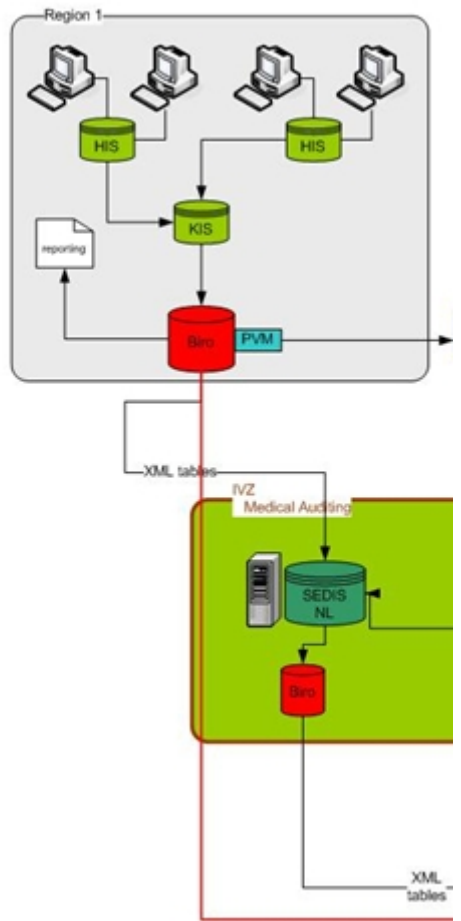 Region 1
HIS
HIS
KIS
reporting
Biro
PVM
XML tables
IVZ
Medical Auditing
SEDIS
NL
Biro
XML
tables